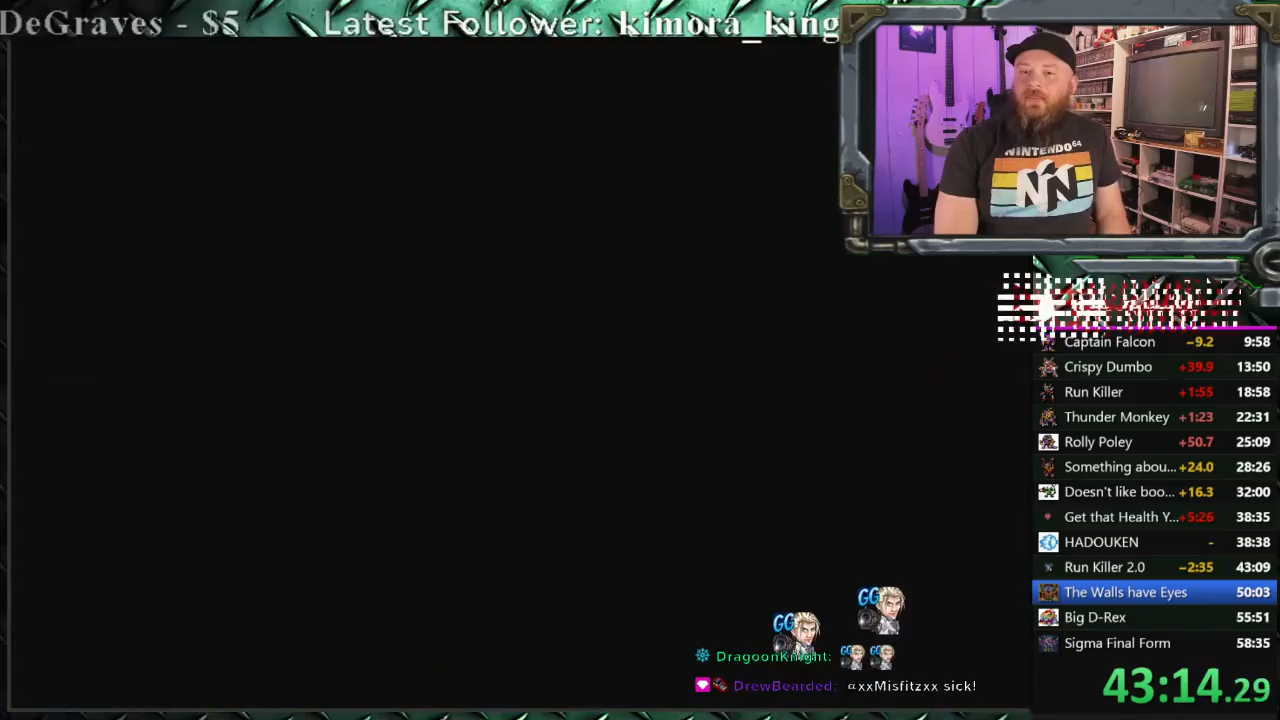 DeGraves - $5 Latest Follower: kimora_king
NINTENDO 64
Captain Falcon -9.2 9:58
Crispy Dumbo +39.9 13:50
Run Killer +1:55 18:58
Thunder Monkey +1:23 22:31
Rolly Poley +50.7 25:09
Something abou... +24.0 28:26
Doesn't like boo... +16.3 32:00
Get that Health Y... +5:26 38:35
HADOUKEN - 38:38
Run Killer 2.0 -2:35 43:09
The Walls have Eyes 50:03
Big D-Rex 55:51
Sigma Final Form 58:35
43:14.29
GG
GG
DragoonKnight: GG GG
DrewBearded: @xxMisfitzxx sick!